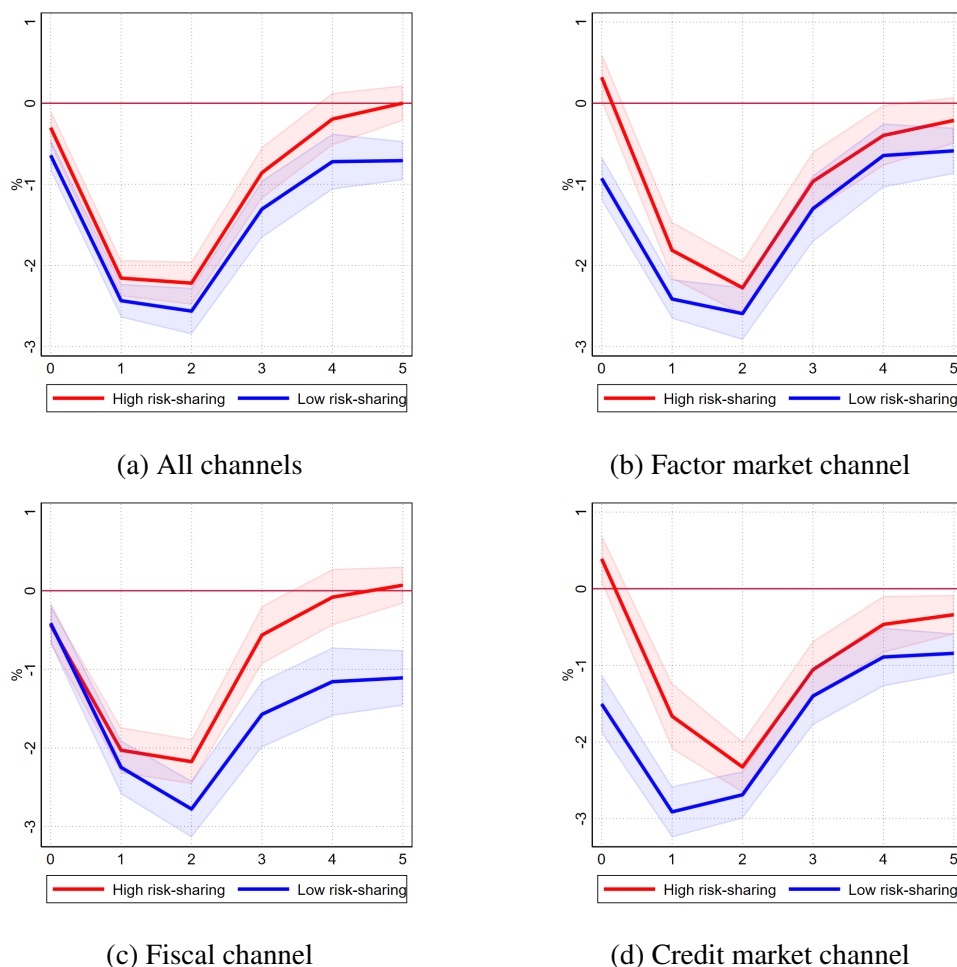 1
0
-1
-2
-3
%
0 1 2 3 4 5
High risk-sharing Low risk-sharing
(a) All channels
1
0
-1
-2
-3
%
0 1 2 3 4 5
High risk-sharing Low risk-sharing
(b) Factor market channel
1
0
-1
-2
-3
%
0 1 2 3 4 5
High risk-sharing Low risk-sharing
(c) Fiscal channel
1
0
-1
-2
-3
%
0 1 2 3 4 5
High risk-sharing Low risk-sharing
(d) Credit market channel